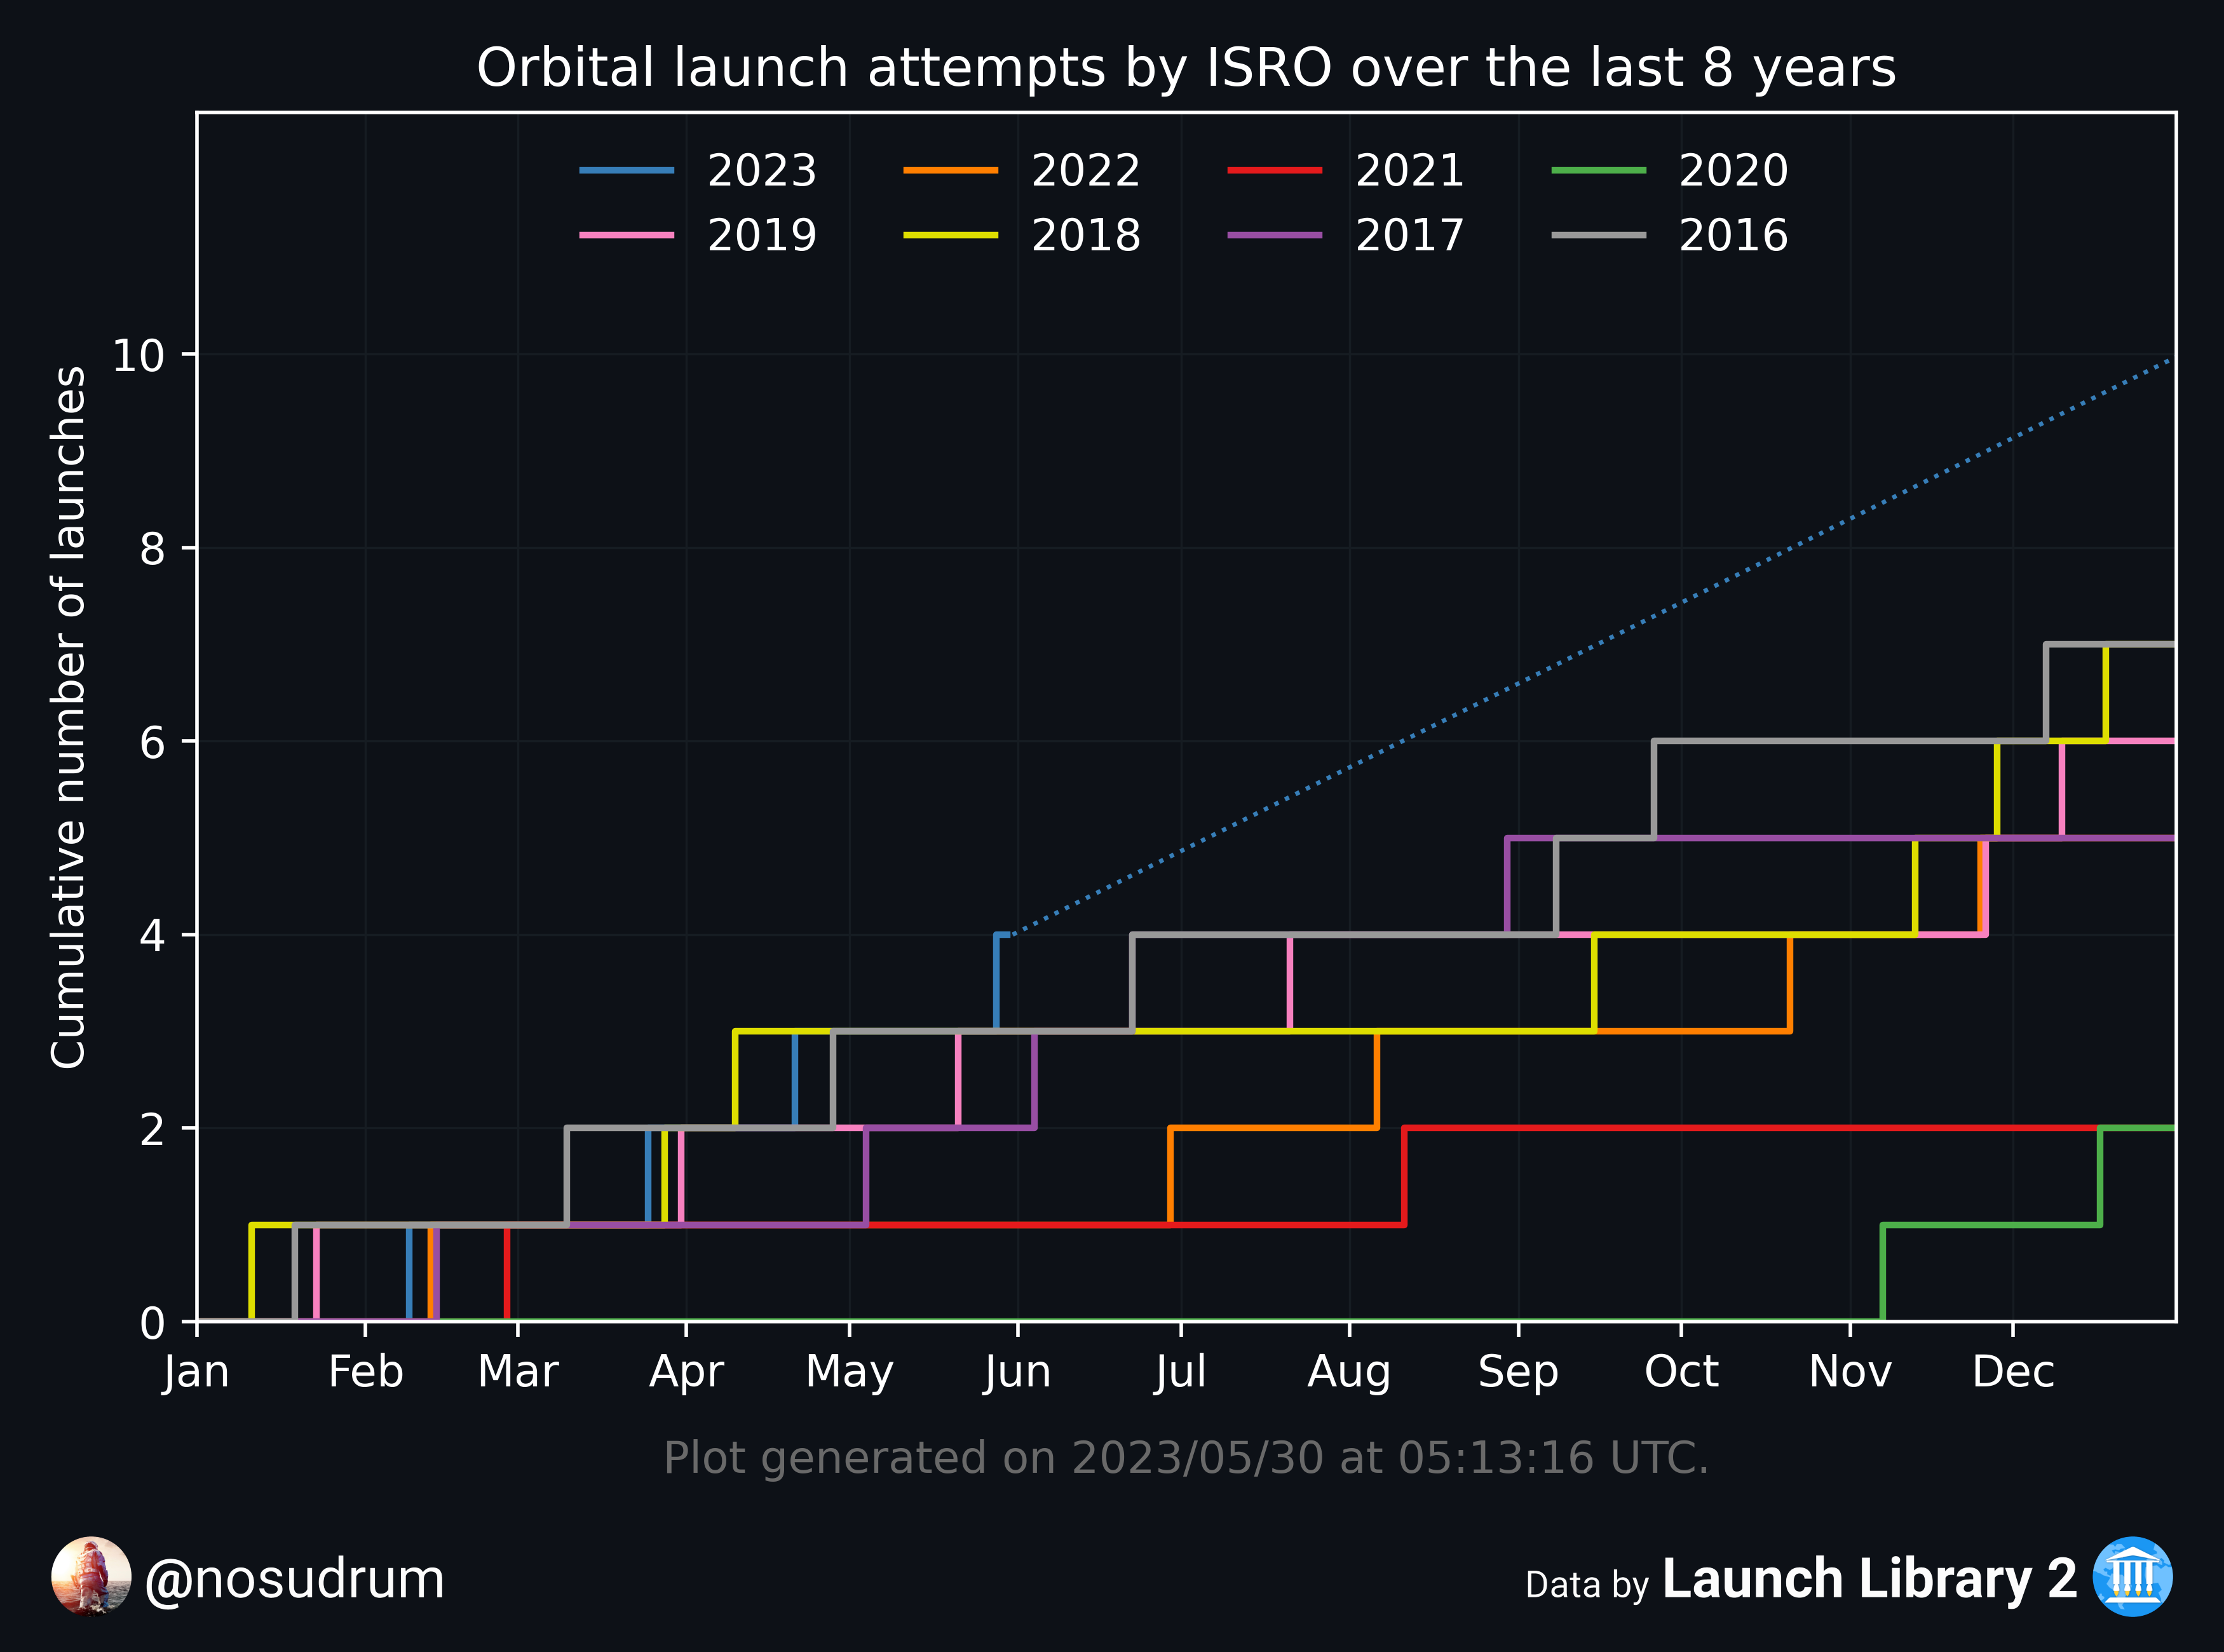 Orbital launch attempts by ISRO over the last 8 years
2023 2022 2021 2020
2019 2018 2017 2016
Cumulative number of launches
10
8
6
4
2
0
Jan Feb Mar Apr May Jun Jul Aug Sep Oct Nov Dec
Plot generated on 2023/05/30 at 05:13:16 UTC.
@nosudrum
Data by Launch Library 2